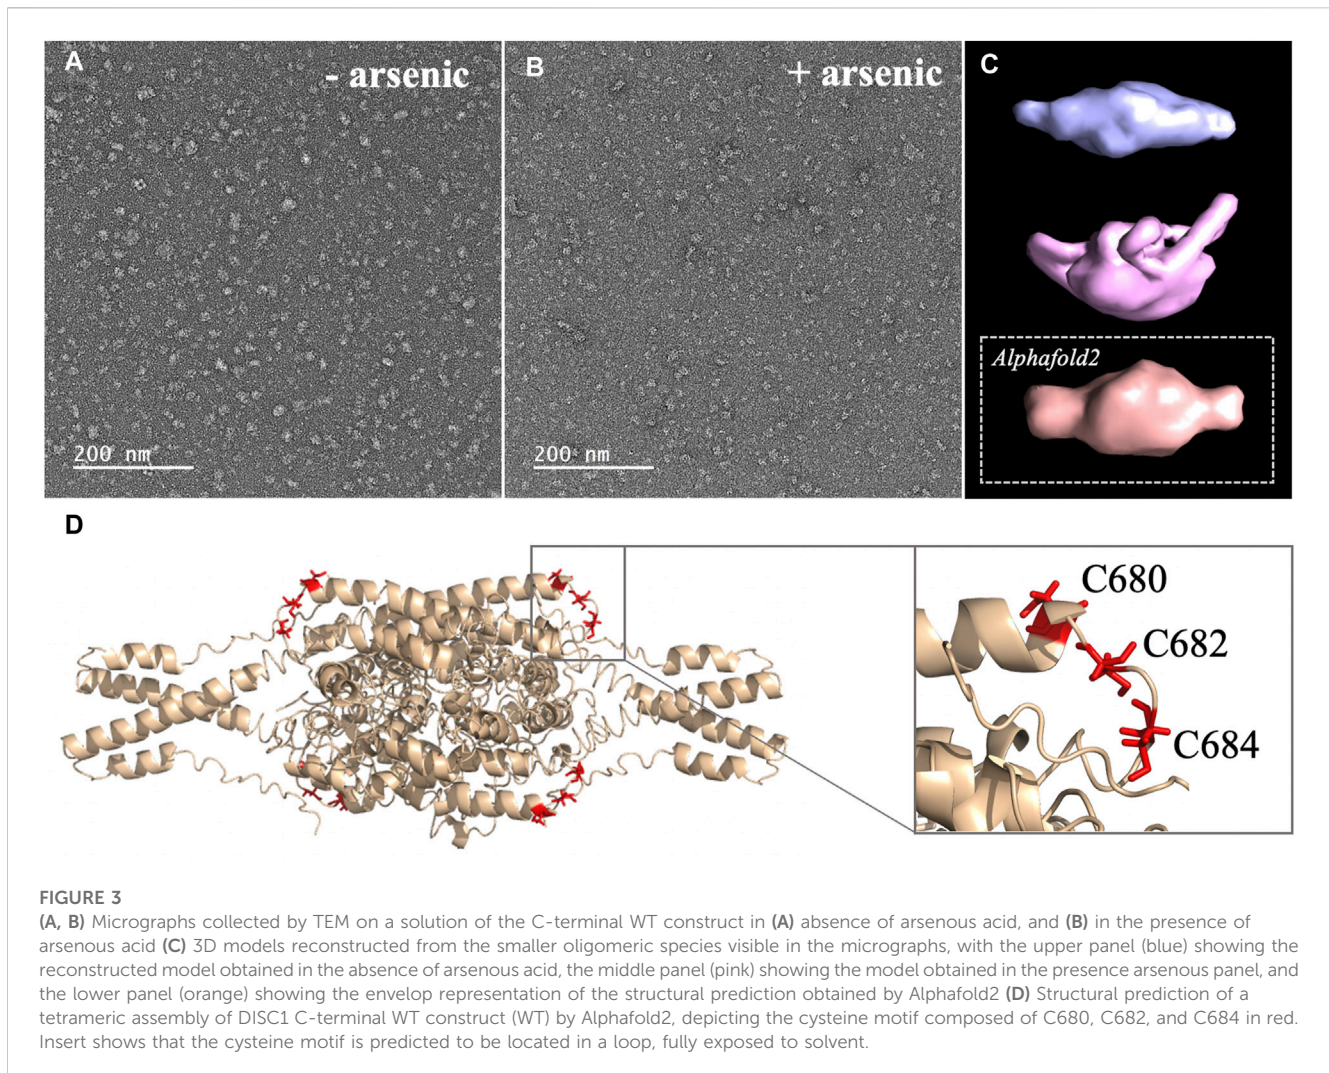 A
- arsenic
200 nm
B
+ arsenic
200 nm
C
Alphafold2
D
C680
C682
C684
FIGURE 3
(A, B) Micrographs collected by TEM on a solution of the C-terminal WT construct in (A) absence of arsenous acid, and (B) in the presence of
arsenous acid (C) 3D models reconstructed from the smaller oligomeric species visible in the micrographs, with the upper panel (blue) showing the
reconstructed model obtained in the absence of arsenous acid, the middle panel (pink) showing the model obtained in the presence arsenous panel, and
the lower panel (orange) showing the envelop representation of the structural prediction obtained by Alphafold2 (D) Structural prediction of a
tetrameric assembly of DISC1 C-terminal WT construct (WT) by Alphafold2, depicting the cysteine motif composed of C680, C682, and C684 in red.
Insert shows that the cysteine motif is predicted to be located in a loop, fully exposed to solvent.